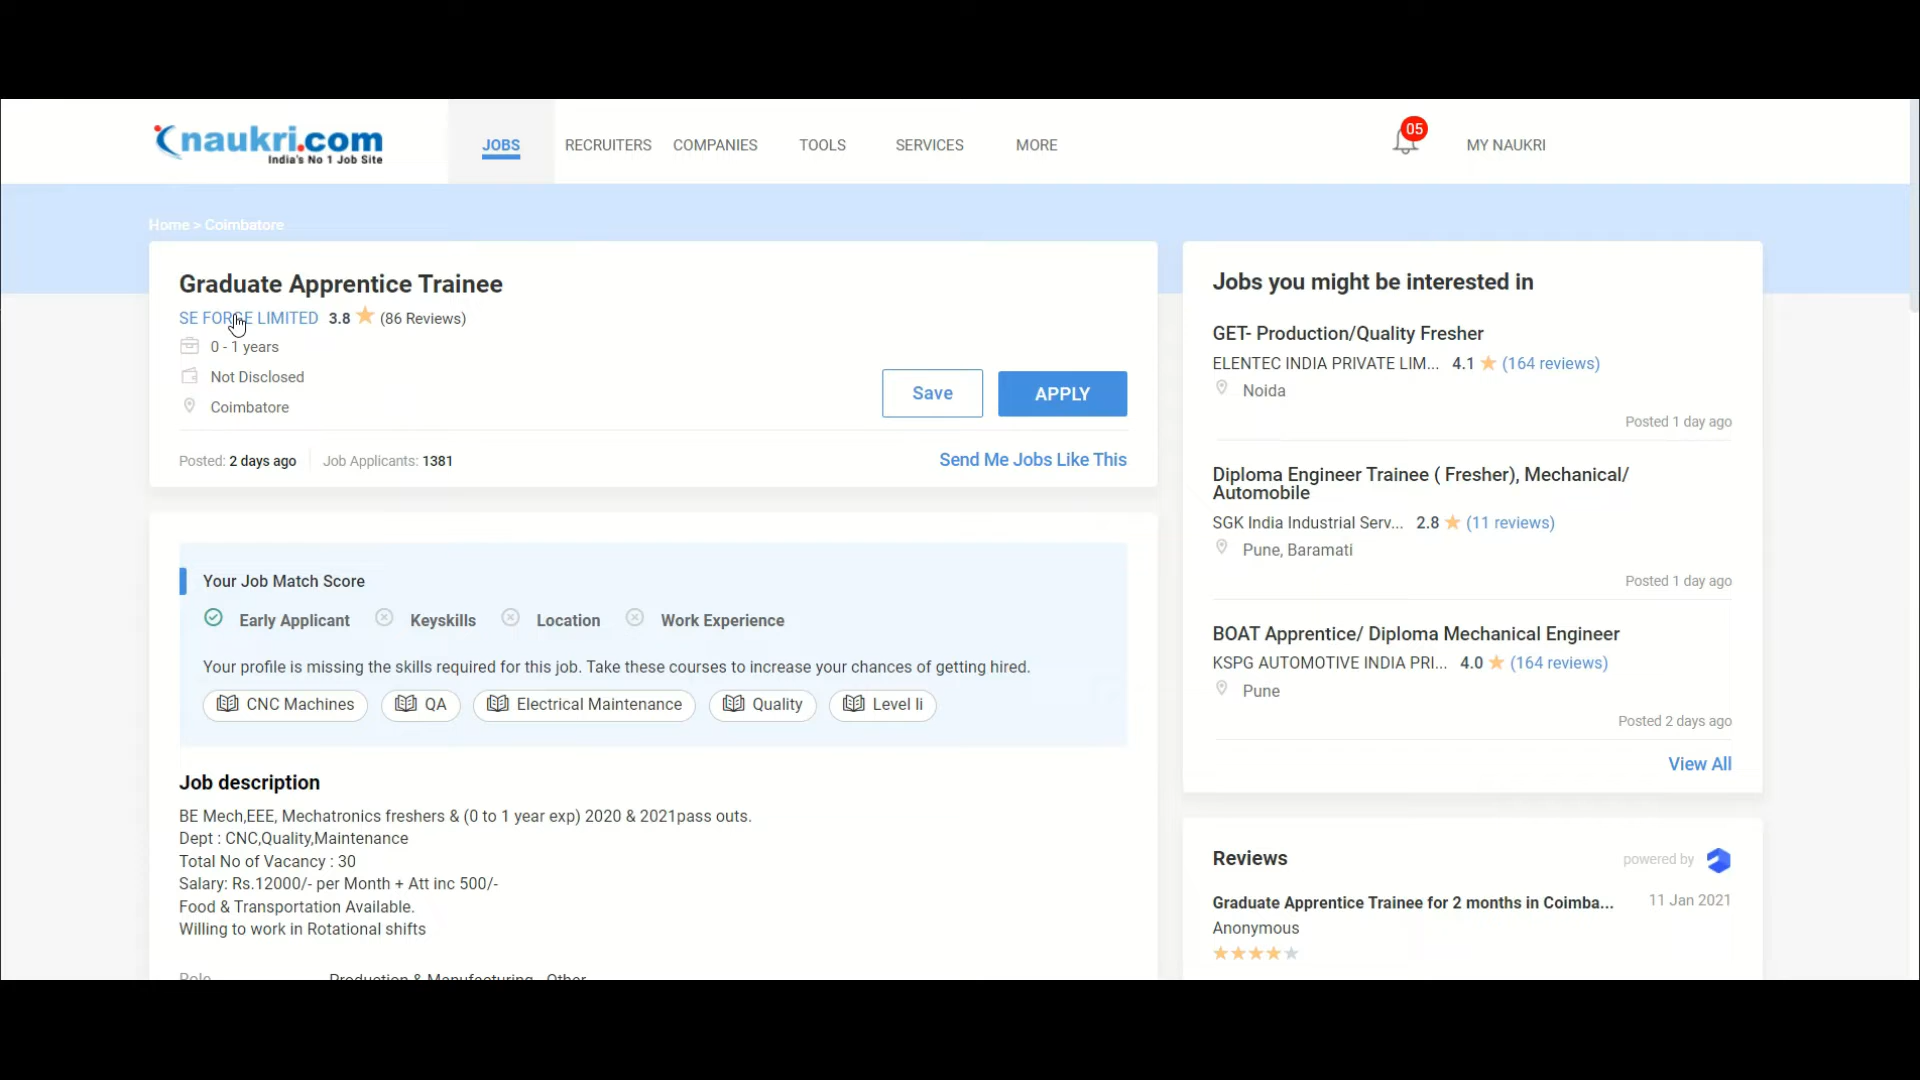 naukri.com
India's No 1 Job Site
JOBS
RECRUITERS
COMPANIES
TOOLS
SERVICES
MORE
05
MY NAUKRI
Home > Coimbatore
Graduate Apprentice Trainee
SE FORGE LIMITED 3.8 (86 Reviews)
0 - 1 years
Not Disclosed
Coimbatore
Save
APPLY
Posted: 2 days ago
Job Applicants: 1381
Send Me Jobs Like This
Your Job Match Score
Early Applicant
Keyskills
Location
Work Experience
Your profile is missing the skills required for this job. Take these courses to increase your chances of getting hired.
CNC Machines
QA
Electrical Maintenance
Quality
Level Ii
Job description
BE Mech,EEE, Mechatronics freshers & (0 to 1 year exp) 2020 & 2021pass outs.
Dept : CNC,Quality,Maintenance
Total No of Vacancy : 30
Salary: Rs.12000/- per Month + Att inc 500/-
Food & Transportation Available.
Willing to work in Rotational shifts
Role
Production & Manufacturing - Other
Jobs you might be interested in
GET- Production/Quality Fresher
ELENTEC INDIA PRIVATE LIM... 4.1 (164 reviews)
Noida
Posted 1 day ago
Diploma Engineer Trainee ( Fresher), Mechanical/
Automobile
SGK India Industrial Serv... 2.8 (11 reviews)
Pune, Baramati
Posted 1 day ago
BOAT Apprentice/ Diploma Mechanical Engineer
KSPG AUTOMOTIVE INDIA PRI... 4.0 (164 reviews)
Pune
Posted 2 days ago
View All
Reviews
powered by
Graduate Apprentice Trainee for 2 months in Coimba...
11 Jan 2021
Anonymous